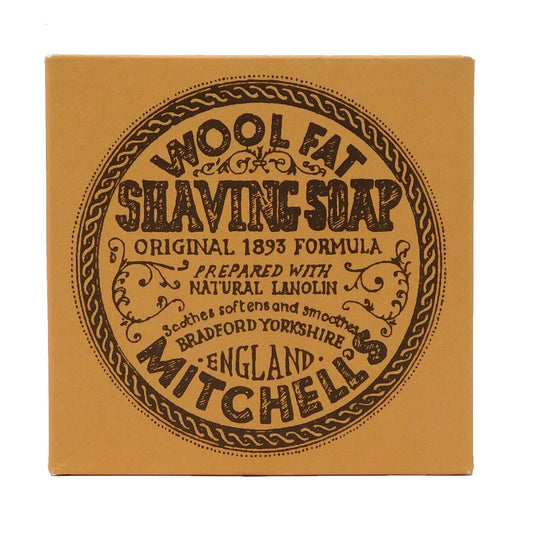 WOOL FAT
SHAVING SOAP
ORIGINAL 1893 FORMULA
PREPARED WITH
NATURAL LANOLIN
Soothes softens and smoothes
BRADFORD YORKSHIRE
· ENGLAND ·
MITCHELL'S